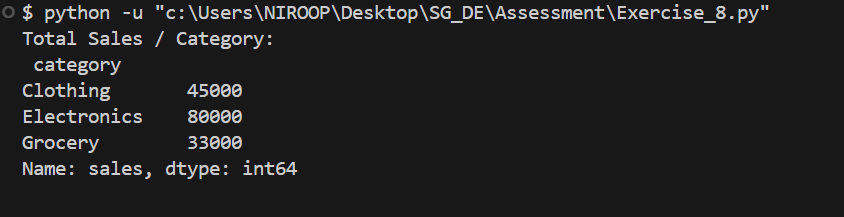 $ python -u "c:\Users\NIROOP\Desktop\SG_DE\Assessment\Exercise_8.py"
Total Sales / Category:
 category
Clothing       45000
Electronics    80000
Grocery        33000
Name: sales, dtype: int64